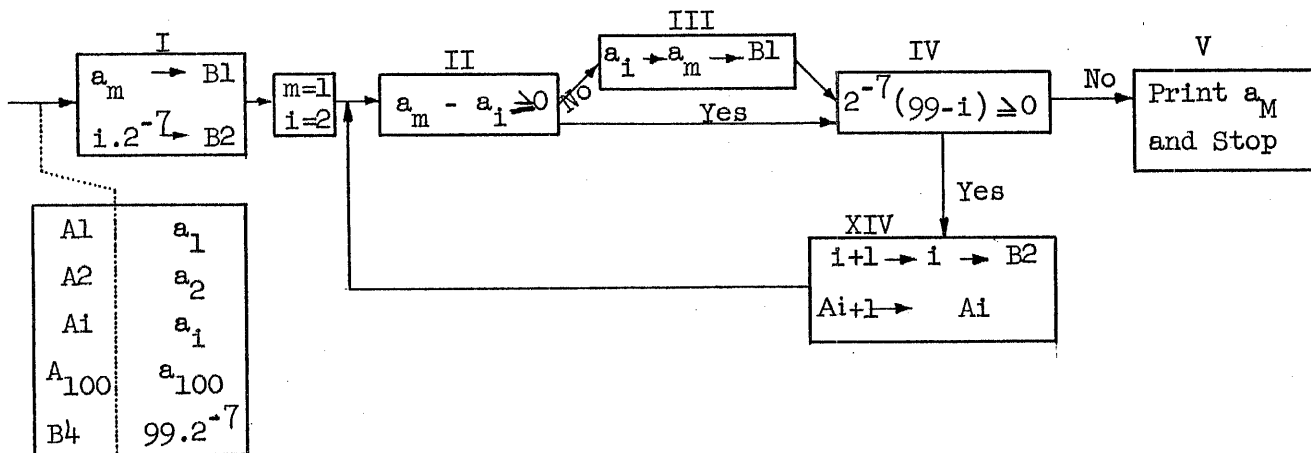 I
a_m → B1
i.2^-7 → B2
m=1
i=2
II
a_m - a_i ≥0
No
Yes
III
a_i → a_m → B1
IV
2^-7(99-i) ≥0
No
Yes
V
Print a_M
and Stop
XIV
i+1 → i → B2
Ai+1 → Ai
A1 a_1
A2 a_2
Ai a_i
A_100 a_100
B4 99.2^-7